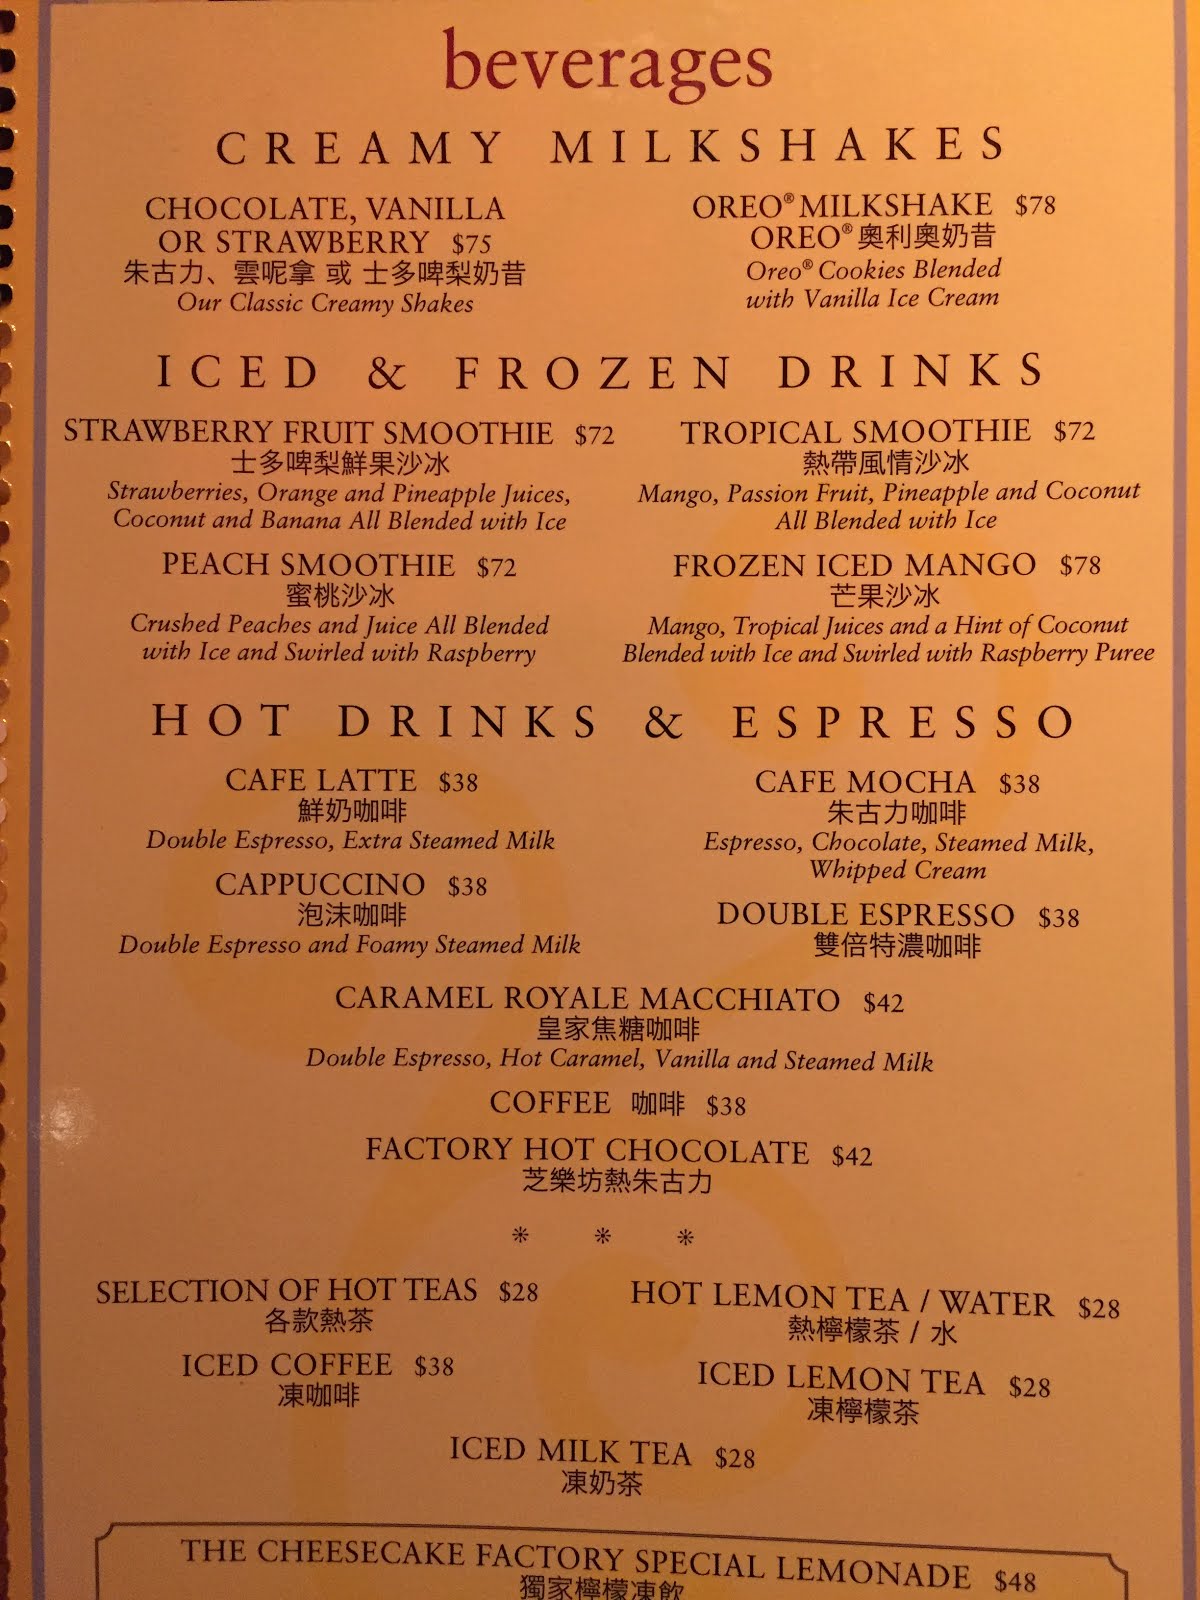 beverages
CREAMY MILKSHAKES
CHOCOLATE, VANILLA
OR STRAWBERRY $75
朱古力、雲呢拿 或 士多啤梨奶昔
Our Classic Creamy Shakes
OREO® MILKSHAKE $78
OREO® 奧利奧奶昔
Oreo® Cookies Blended
with Vanilla Ice Cream
ICED & FROZEN DRINKS
STRAWBERRY FRUIT SMOOTHIE $72
士多啤梨鮮果沙冰
Strawberries, Orange and Pineapple Juices,
Coconut and Banana All Blended with Ice
TROPICAL SMOOTHIE $72
熱帶風情沙冰
Mango, Passion Fruit, Pineapple and Coconut
All Blended with Ice
PEACH SMOOTHIE $72
蜜桃沙冰
Crushed Peaches and Juice All Blended
with Ice and Swirled with Raspberry
FROZEN ICED MANGO $78
芒果沙冰
Mango, Tropical Juices and a Hint of Coconut
Blended with Ice and Swirled with Raspberry Puree
HOT DRINKS & ESPRESSO
CAFE LATTE $38
鮮奶咖啡
Double Espresso, Extra Steamed Milk
CAFE MOCHA $38
朱古力咖啡
Espresso, Chocolate, Steamed Milk,
Whipped Cream
CAPPUCCINO $38
泡沫咖啡
Double Espresso and Foamy Steamed Milk
DOUBLE ESPRESSO $38
雙倍特濃咖啡
CARAMEL ROYALE MACCHIATO $42
皇家焦糖咖啡
Double Espresso, Hot Caramel, Vanilla and Steamed Milk
COFFEE 咖啡 $38
FACTORY HOT CHOCOLATE $42
芝樂坊熱朱古力
* * *
SELECTION OF HOT TEAS $28
各款熱茶
HOT LEMON TEA / WATER $28
熱檸檬茶 / 水
ICED COFFEE $38
凍咖啡
ICED LEMON TEA $28
凍檸檬茶
ICED MILK TEA $28
凍奶茶
THE CHEESECAKE FACTORY SPECIAL LEMONADE $48
獨家檸檬凍飲